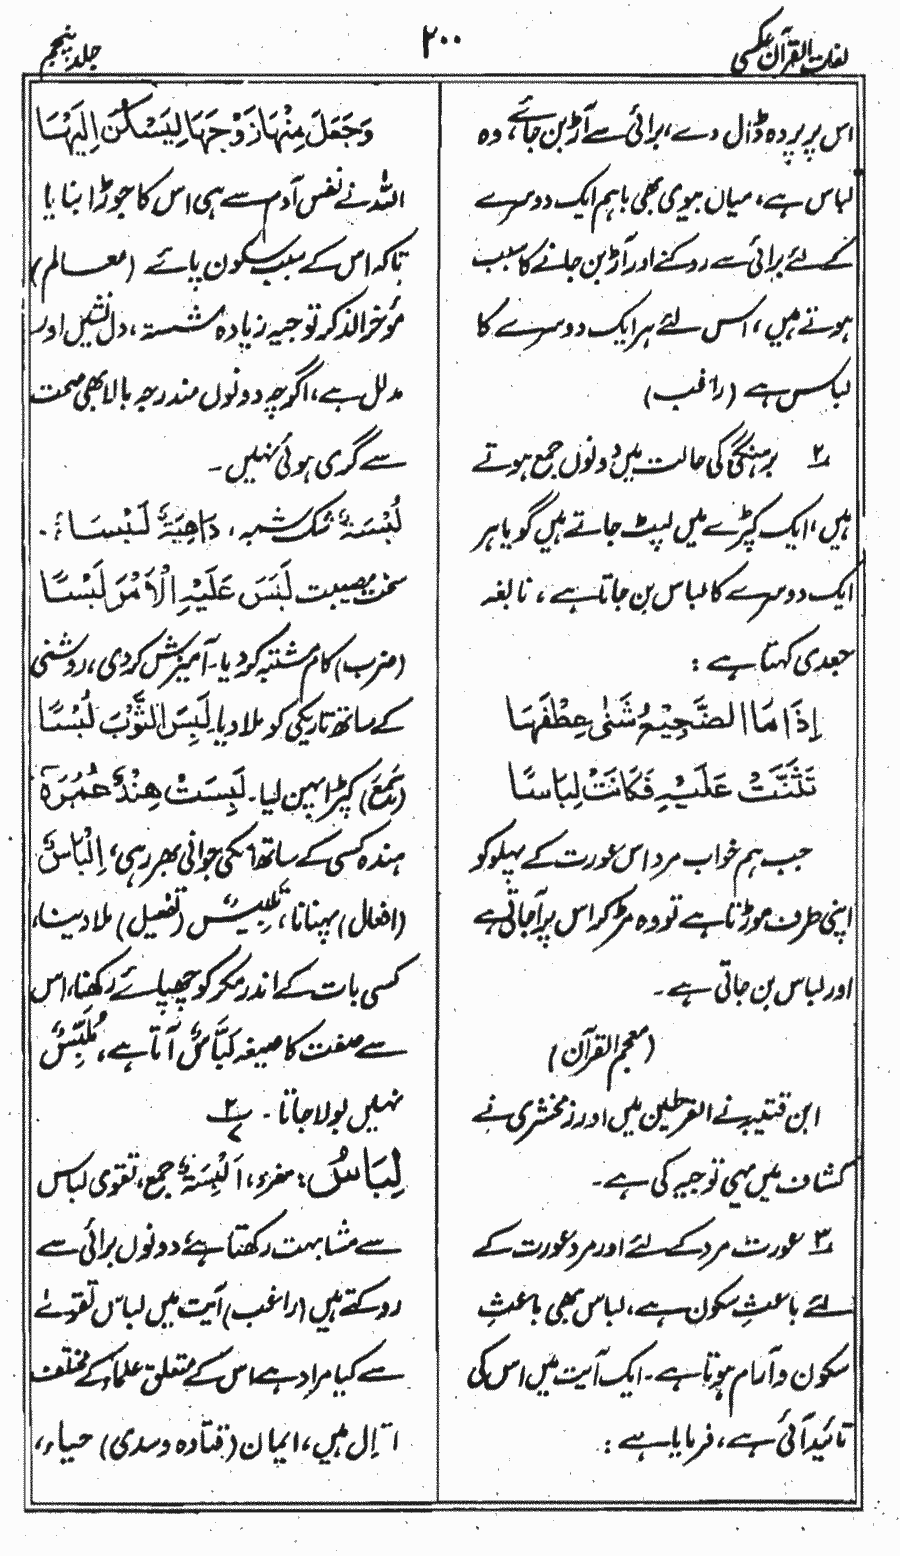 لغات القرآن عکسی
۲۰۰
جلد پنجم
اس پر پردہ ڈال دے، برائی سے آڑ بن جائے، وہ
لباس ہے، میاں بیوی بھی باہم ایک دوسرے
کے لئے برائی سے روکنے اور آڑ بن جانے کا سبب
ہوتے ہیں، اس لئے ہر ایک دوسرے کا
لباس ہے (راغب)
۲ برہنگی کی حالت میں دونوں جمع ہوتے
ہیں، ایک کپڑے میں لپٹ جاتے ہیں گویا ہر
ایک دوسرے کا لباس بن جاتا ہے، نابغہ
جعدی کہتا ہے :
إِذَا مَا الضَّجِیْعُ شَنٰی عِطْفَهَا
تَثَنَّتْ عَلَیْهِ فَكَانَتْ لِبَاسًا
جب ہم خواب مرد اس عورت کے پہلو کو
اپنی طرف موڑتا ہے تو وہ مڑ کر اس پر آجاتی ہے
اور لباس بن جاتی ہے۔
(معجم القرآن)
ابن قتیبہ نے القرطین میں اور زمخشری نے
کشاف میں یہی توجیہ کی ہے۔
۳ عورت مرد کے لئے اور مرد عورت کے
لئے باعثِ سکون ہے، لباس بھی باعثِ
سکون و آرام ہوتا ہے۔ ایک آیت میں اس کی
تائید آئی ہے، فرمایا ہے :
وَجَعَلَ مِنْهَا زَوْجَهَا لِیَسْكُنَ اِلَیْهَا
اللہ نے نفس آدم سے ہی اس کا جوڑا بنایا
تاکہ اس کے سبب سکون پائے (معالم)
مؤخر الذکر توجیہ زیادہ شستہ، دل نشیں اور
مدلل ہے، اگرچہ دونوں مندرجہ بالا بھی صحت
سے گری ہوئی نہیں۔
لُبْسَةٌ شک شبہ، دَاهِیَةٌ لَبْسَاءُ۔
سخت مصیبت لَبَسَ عَلَیْهِ الْاَمْرَ لَبْسًا
(ضرب) کام مشتبہ کر دیا۔ آمیزش کر دی، روشنی
کے ساتھ تاریکی کو ملا دیا۔ لَبِسَ الثَّوْبَ لُبْسًا
(سَمِعَ) کپڑا پہن لیا۔ لَبِسَتْ هِنْدٌ عُمُرَهٗ
ہندہ کسی کے ساتھ اسکی جوانی بھر رہی، اِلْبَاسٌ
(افعال) پہنانا، تَلْبِیْسٌ (تفعیل) ملا دینا،
کسی بات کے اندر مکر کو چھپائے رکھنا، اس
سے صفت کا صیغہ لَبَّاسٌ آتا ہے، مُلَبِّسٌ
نہیں بولا جاتا۔ ۲/۷
لِبَاسُ: مفرد، اَلْبِسَةٌ جمع، تقوی لباس
سے مشابہت رکھتا ہے دونوں برائی سے
روکتے ہیں (راغب) آیت میں لباس تقوے
سے کیا مراد ہے اس کے متعلق علماء کے مختلف
اقوال ہیں، ایمان (قتادہ و سدی) حیاء،